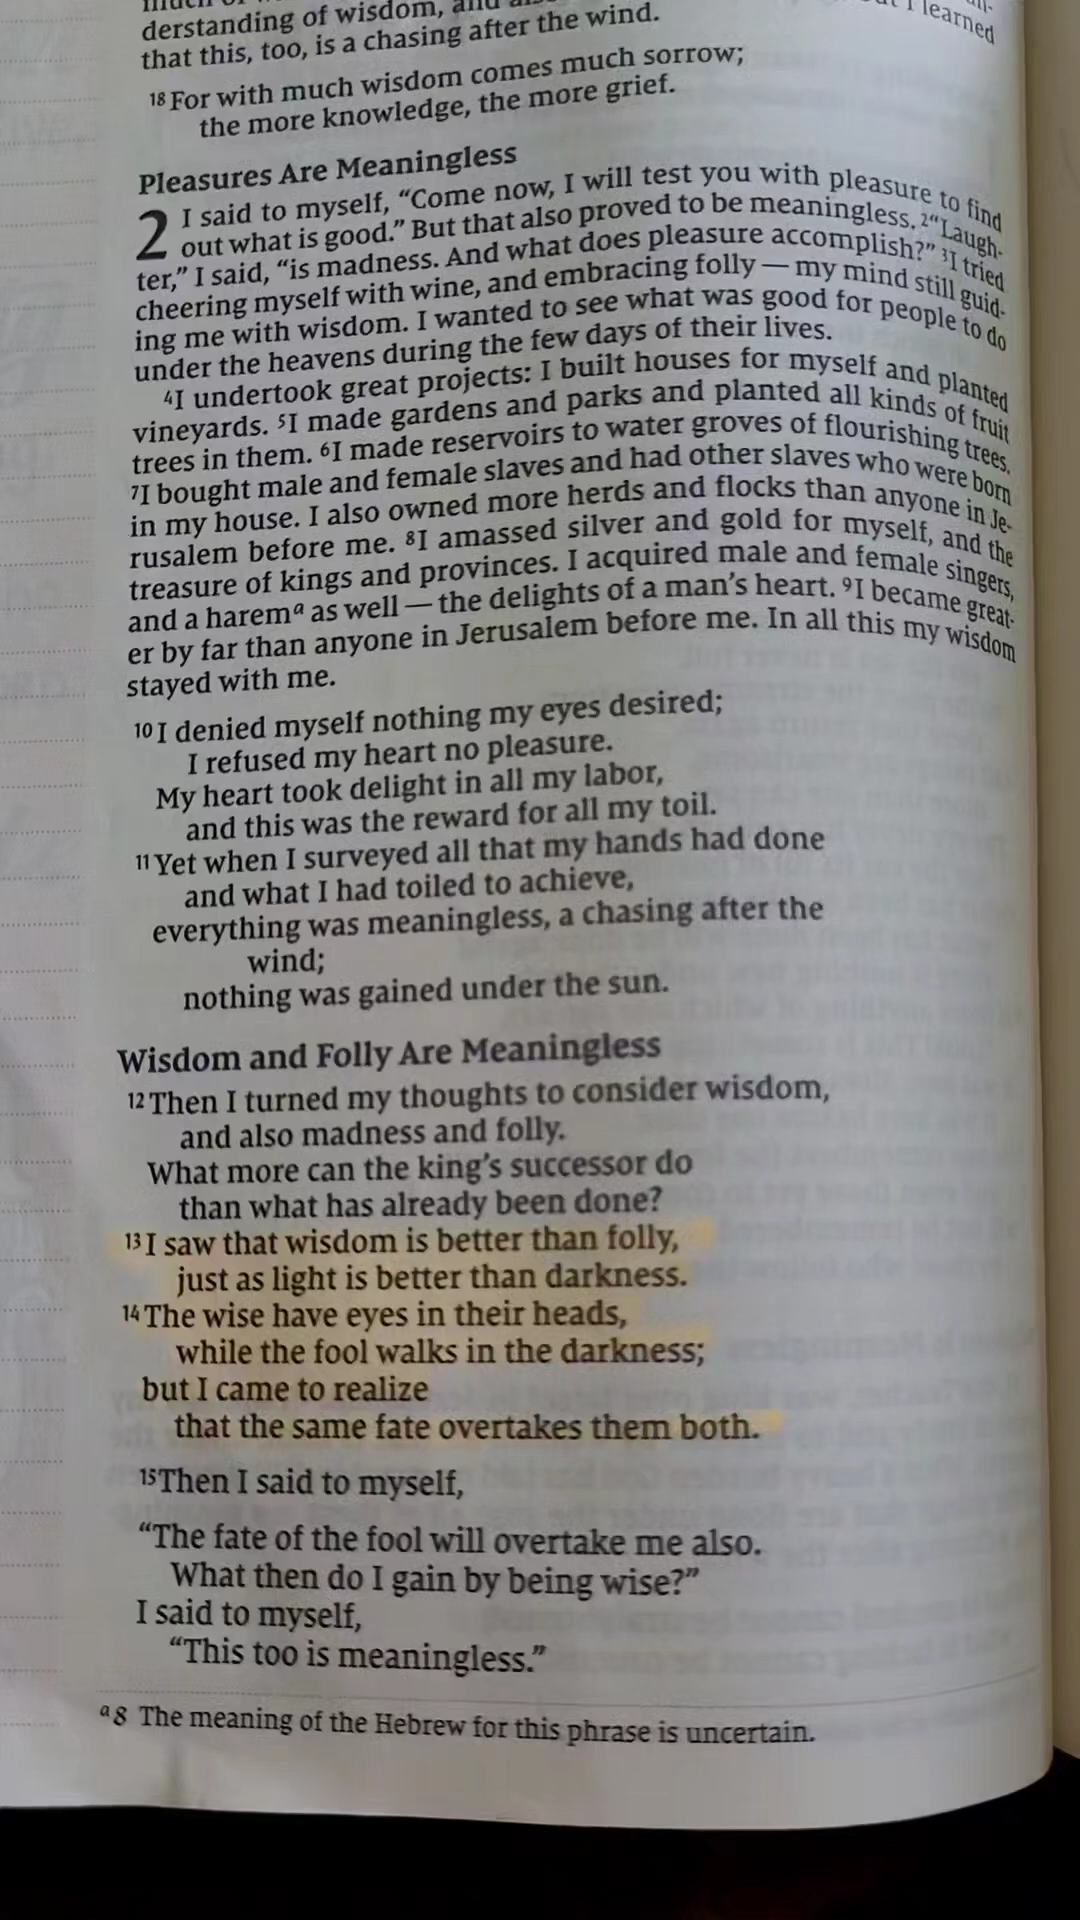 derstanding of wisdom, and
that this, too, is a chasing after the wind.
I learned
18 For with much wisdom comes much sorrow;
the more knowledge, the more grief.
Pleasures Are Meaningless
2 I said to myself, “Come now, I will test you with pleasure to find
out what is good.” But that also proved to be meaningless. 2“Laugh-
ter,” I said, “is madness. And what does pleasure accomplish?” 3I tried
cheering myself with wine, and embracing folly — my mind still guid-
ing me with wisdom. I wanted to see what was good for people to do
under the heavens during the few days of their lives.
4I undertook great projects: I built houses for myself and planted
vineyards. 5I made gardens and parks and planted all kinds of fruit
trees in them. 6I made reservoirs to water groves of flourishing trees.
7I bought male and female slaves and had other slaves who were born
in my house. I also owned more herds and flocks than anyone in Je-
rusalem before me. 8I amassed silver and gold for myself, and the
treasure of kings and provinces. I acquired male and female singers,
and a harem a as well — the delights of a man’s heart. 9I became great-
er by far than anyone in Jerusalem before me. In all this my wisdom
stayed with me.
10 I denied myself nothing my eyes desired;
I refused my heart no pleasure.
My heart took delight in all my labor,
and this was the reward for all my toil.
11 Yet when I surveyed all that my hands had done
and what I had toiled to achieve,
everything was meaningless, a chasing after the
wind;
nothing was gained under the sun.
Wisdom and Folly Are Meaningless
12 Then I turned my thoughts to consider wisdom,
and also madness and folly.
What more can the king’s successor do
than what has already been done?
13 I saw that wisdom is better than folly,
just as light is better than darkness.
14 The wise have eyes in their heads,
while the fool walks in the darkness;
but I came to realize
that the same fate overtakes them both.
15 Then I said to myself,
“The fate of the fool will overtake me also.
What then do I gain by being wise?”
I said to myself,
“This too is meaningless.”
a 8 The meaning of the Hebrew for this phrase is uncertain.